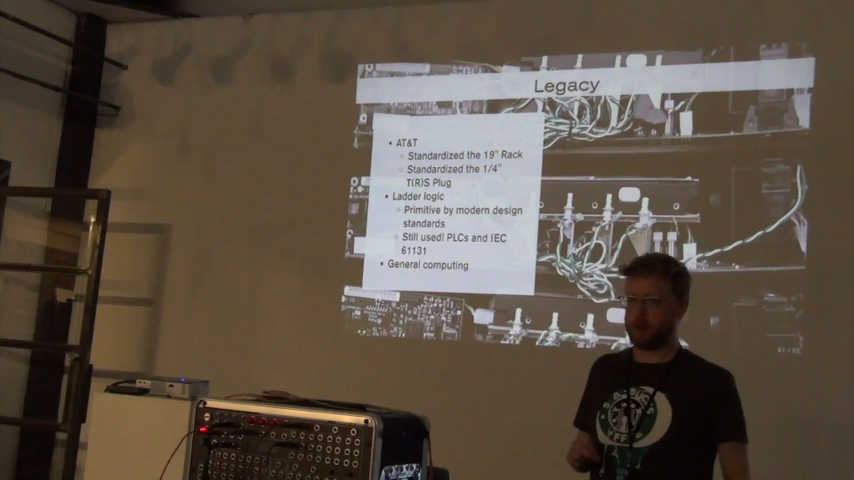 Legacy
• AT&T
○ Standardized the 19" Rack
○ Standardized the 1/4"
T(R)S Plug
• Ladder logic
○ Primitive by modern design
standards
○ Still used! PLCs and IEC
61131
• General computing